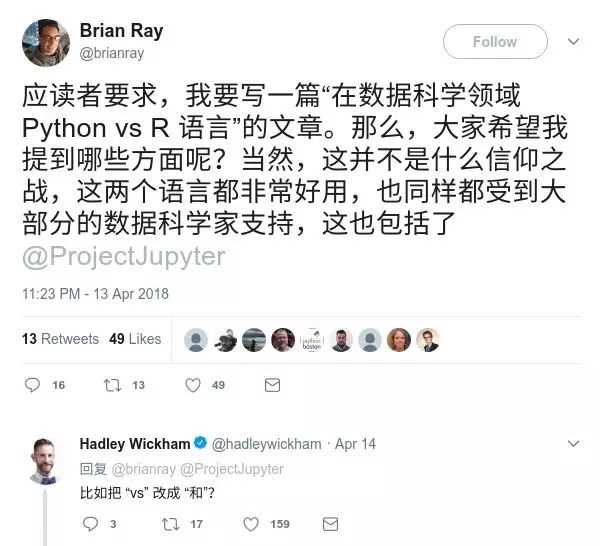 Brian Ray
@brianray
Follow
应读者要求，我要写一篇“在数据科学领域
Python vs R 语言”的文章。那么，大家希望我
提到哪些方面呢？当然，这并不是什么信仰之
战，这两个语言都非常好用，也同样都受到大
部分的数据科学家支持，这也包括了
@ProjectJupyter
11:23 PM - 13 Apr 2018
13 Retweets 49 Likes
python boston
16 13 49
Hadley Wickham @hadleywickham · Apr 14
回复 @brianray @ProjectJupyter
比如把 “vs” 改成 “和”？
3 17 159